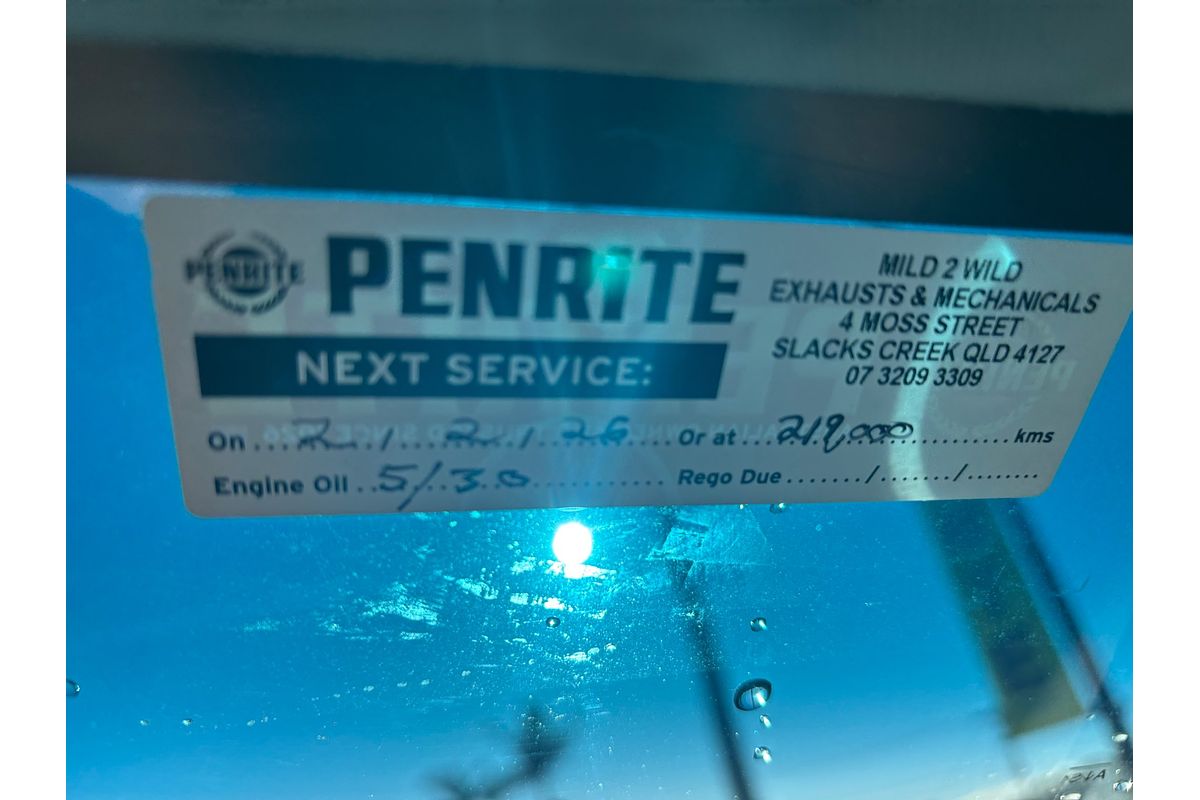 PENRITE
PENRITE
MILD 2 WILD
EXHAUSTS & MECHANICALS
4 MOSS STREET
SLACKS CREEK QLD 4127
07 3209 3309
NEXT SERVICE:
On 2 / 2 / 26 Or at 219,000 kms
Engine Oil 5/30 Rego Due ......./......./........